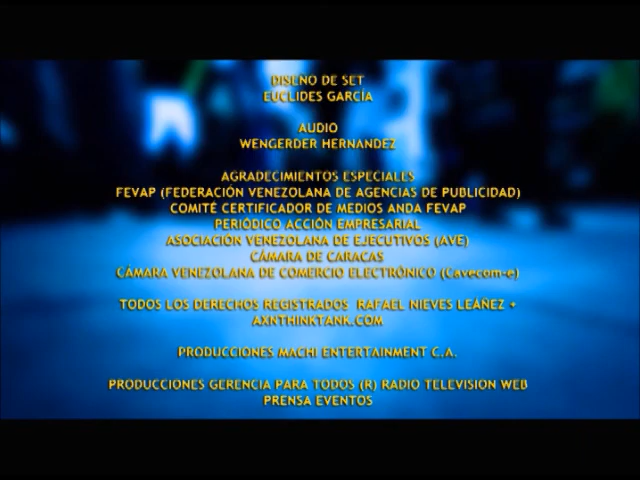 DISEÑO DE SET
EUCLIDES GARCÍA
AUDIO
WENGERDER HERNANDEZ
AGRADECIMIENTOS ESPECIALES
FEVAP (FEDERACIÓN VENEZOLANA DE AGENCIAS DE PUBLICIDAD)
COMITÉ CERTIFICADOR DE MEDIOS ANDA FEVAP
PERIÓDICO ACCIÓN EMPRESARIAL
ASOCIACIÓN VENEZOLANA DE EJECUTIVOS (AVE)
CÁMARA DE CARACAS
CÁMARA VENEZOLANA DE COMERCIO ELECTRÓNICO (Cavecom-e)
TODOS LOS DERECHOS REGISTRADOS RAFAEL NIEVES LEÁÑEZ +
AXNTHINKTANK.COM
PRODUCCIONES MACHI ENTERTAINMENT C.A.
PRODUCCIONES GERENCIA PARA TODOS (R) RADIO TELEVISION WEB
PRENSA EVENTOS